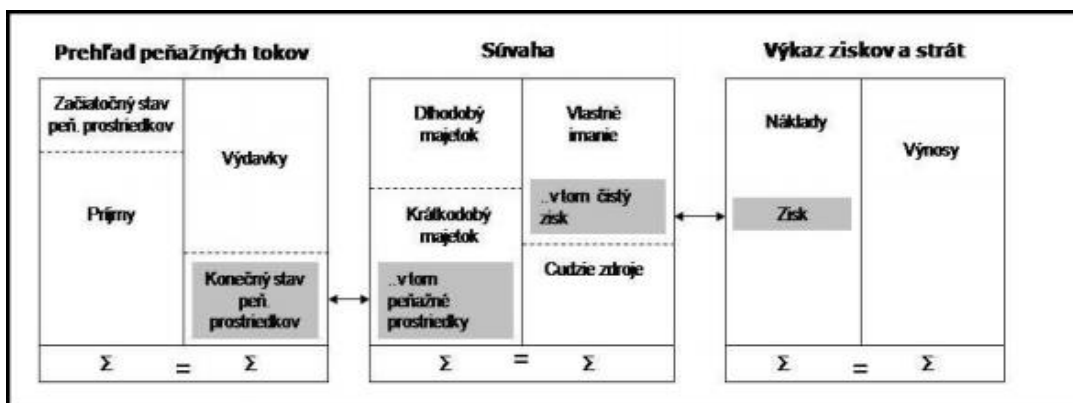 Prehľad peňažných tokov
Začiatočný stav
peň. prostriedkov
Príjmy
Výdavky
Konečný stav
peň.
prostriedkov
Σ = Σ
Súvaha
Dlhodobý
majetok
Krátkodobý
majetok
..v tom
peňažné
prostriedky
Vlastné
imanie
..v tom čistý
zisk
Cudzie zdroje
Σ = Σ
Výkaz ziskov a strát
Náklady
Zisk
Výnosy
Σ = Σ